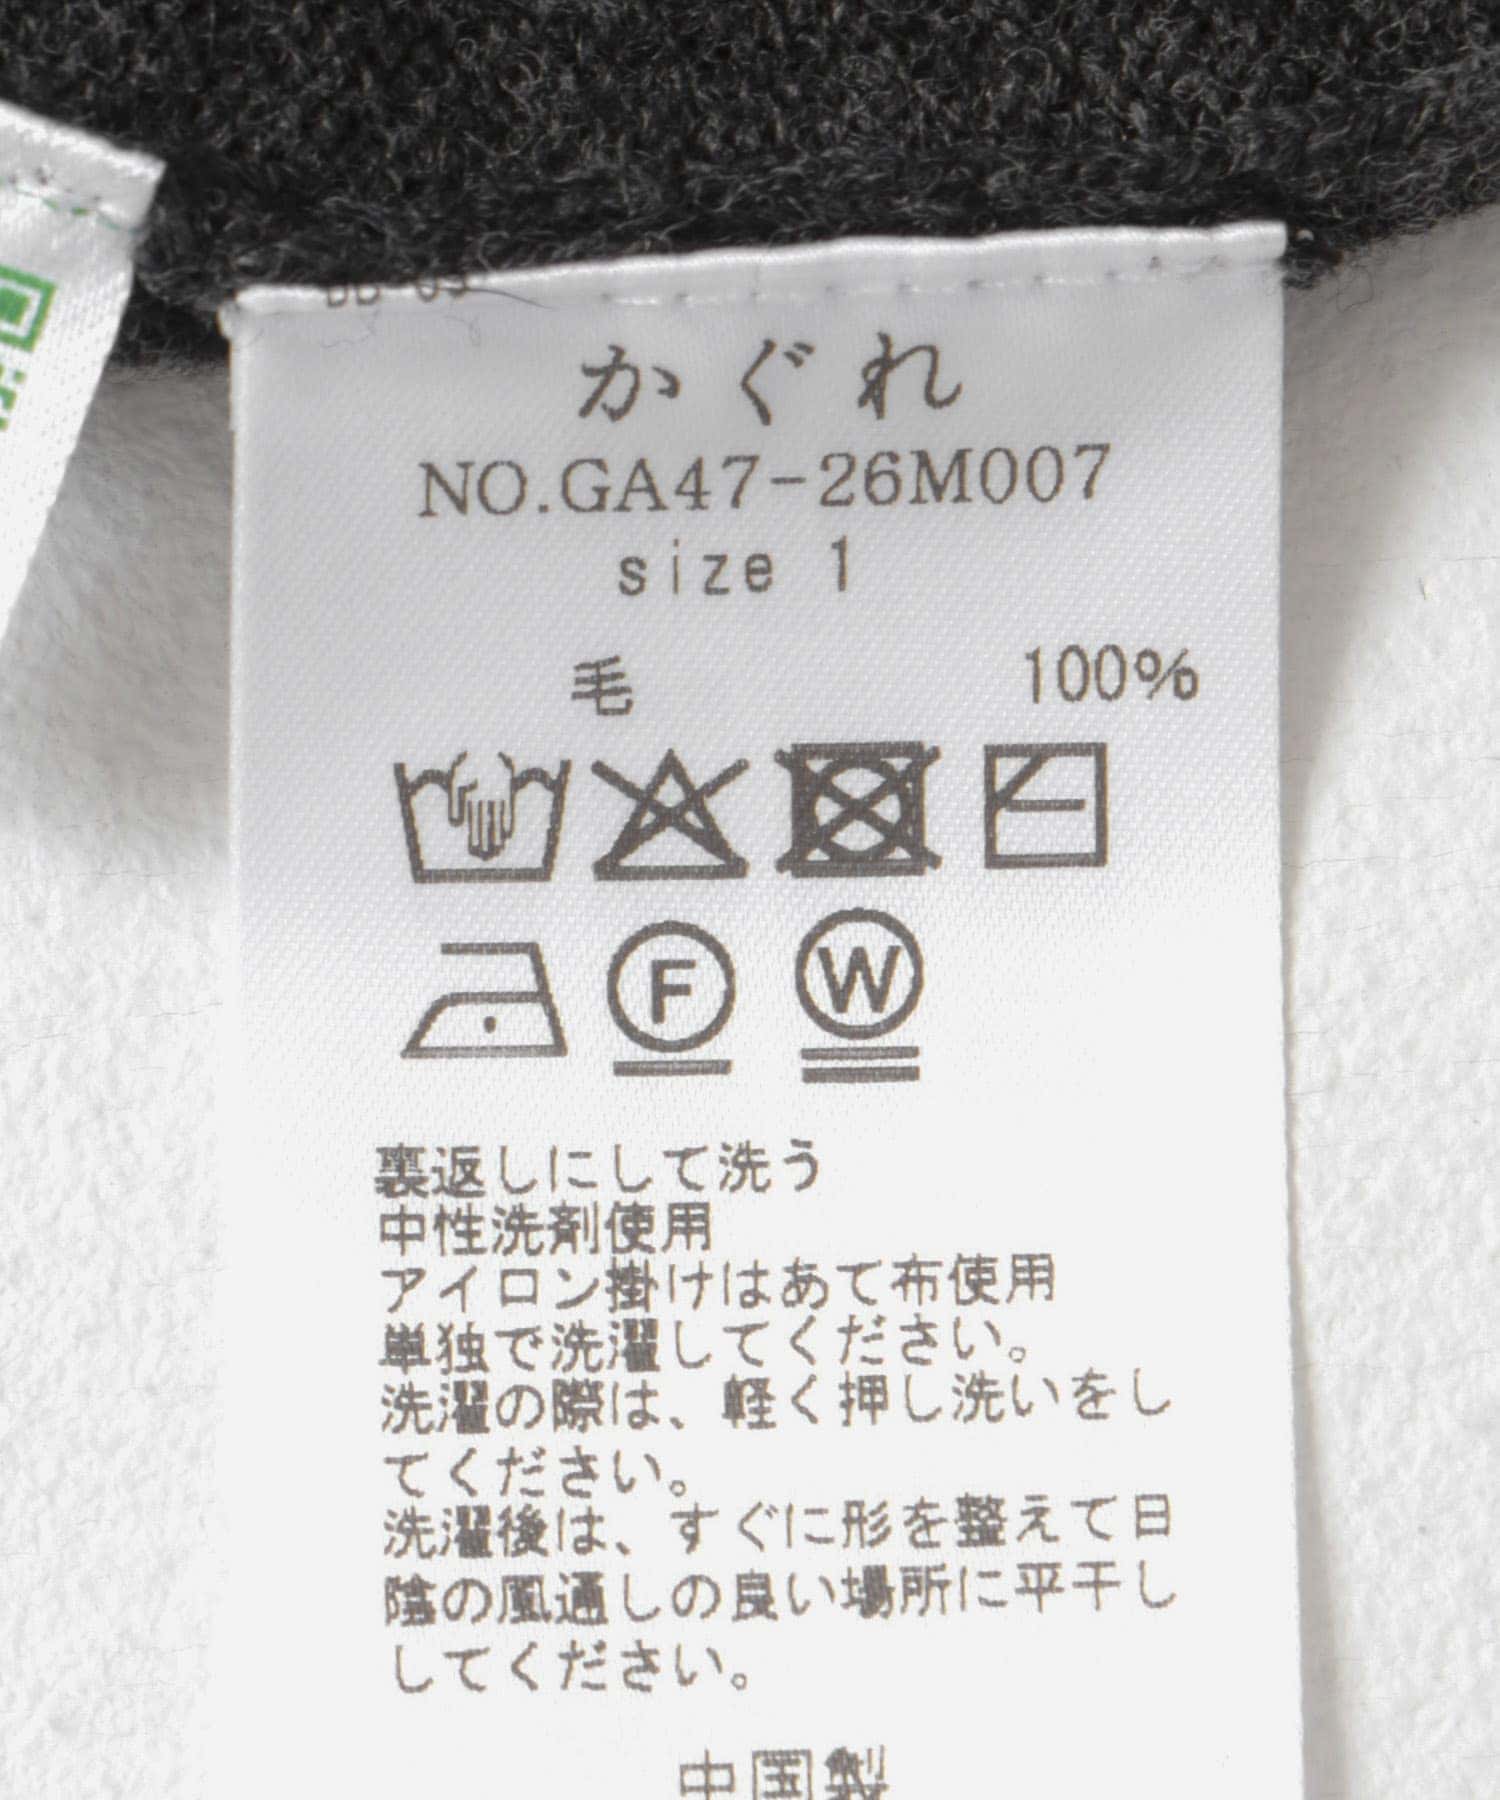 かぐれ
NO.GA47-26M007
size 1
毛 100%
F W
裏返しにして洗う
中性洗剤使用
アイロン掛けはあて布使用
単独で洗濯してください。
洗濯の際は、軽く押し洗いをし
てください。
洗濯後は、すぐに形を整えて日
陰の風通しの良い場所に平干し
してください。
中国製